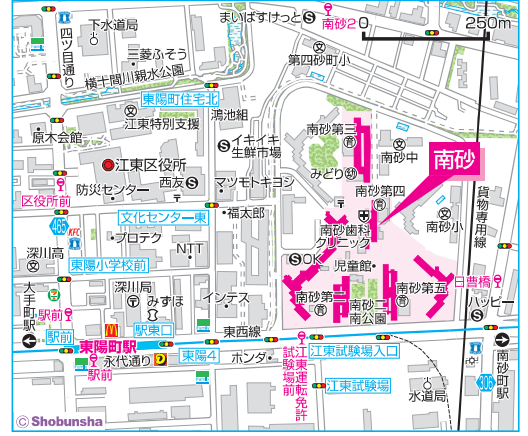 まいばすけっと
南砂2
0
250m
下水道局
四ツ目通り
三菱ふそう
横十間川親水公園
第四砂町小
東陽町住宅北
鴻池組
江東特別支援
原木会館
イキイキ
生鮮市場
南砂第三
南砂中
南砂
江東区役所
みどり幼
西友
マツモトキヨシ
防災センター
南砂第四
区役所前
文化センター東
福太郎
南砂歯科
クリニック
南砂小
貨物専用線
465
KFC
プロテク
NTT
深川高
東陽小学校前
OK
児童館
日曹橋
大手町駅
深川局
みずほ
インテス
南砂第二
南砂二
南公園
南砂第五
ハッピー
駅前
駅前
駅東口
東西線
東陽町駅
東陽4
江東試験場入口
永代通り
ホンダ
駅前
江東運転免許
試験場前
江東試験場
水道局
南砂町駅
306
© Shobunsha